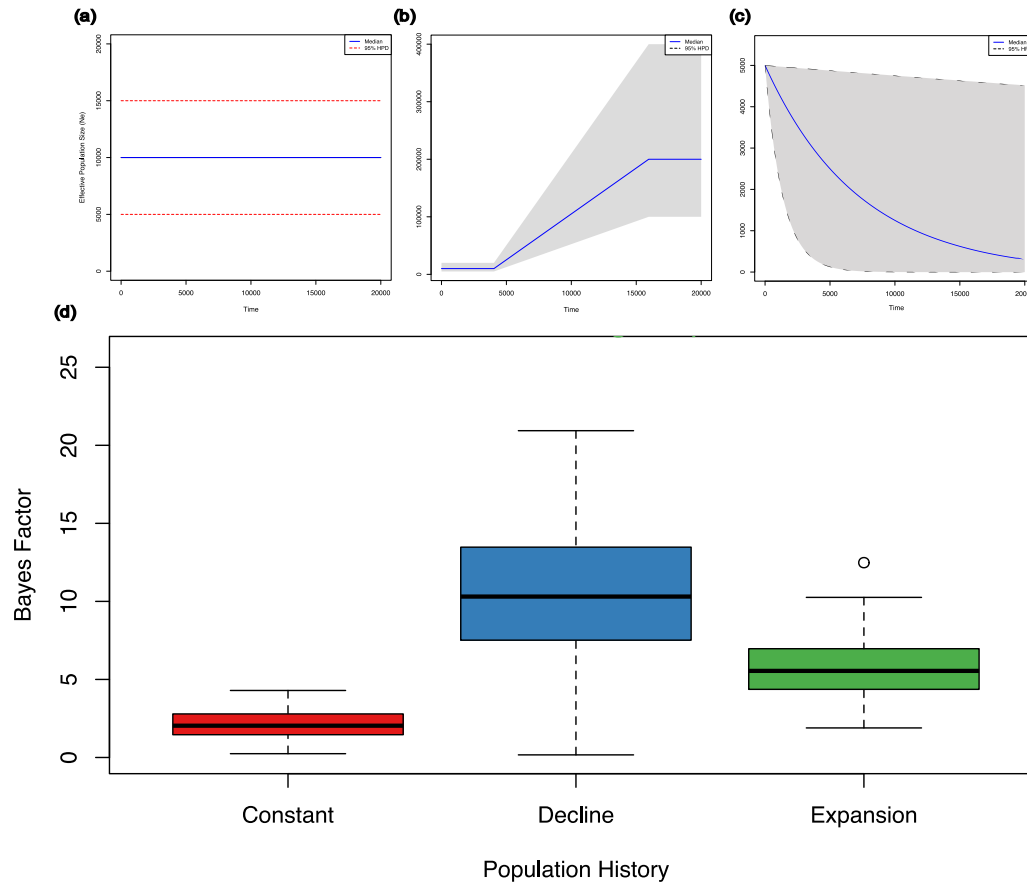 (a)
Median
95% HPD
Effective Population Size (Ne)
20000
15000
10000
5000
0
0 5000 10000 15000 20000
Time
(b)
Median
95% HPD
400000
300000
200000
100000
0
0 5000 10000 15000 20000
Time
(c)
Median
95% H
5000
4000
3000
2000
1000
0
0 5000 10000 15000 2000
Time
(d)
Bayes Factor
25
20
15
10
5
0
Constant Decline Expansion
Population History